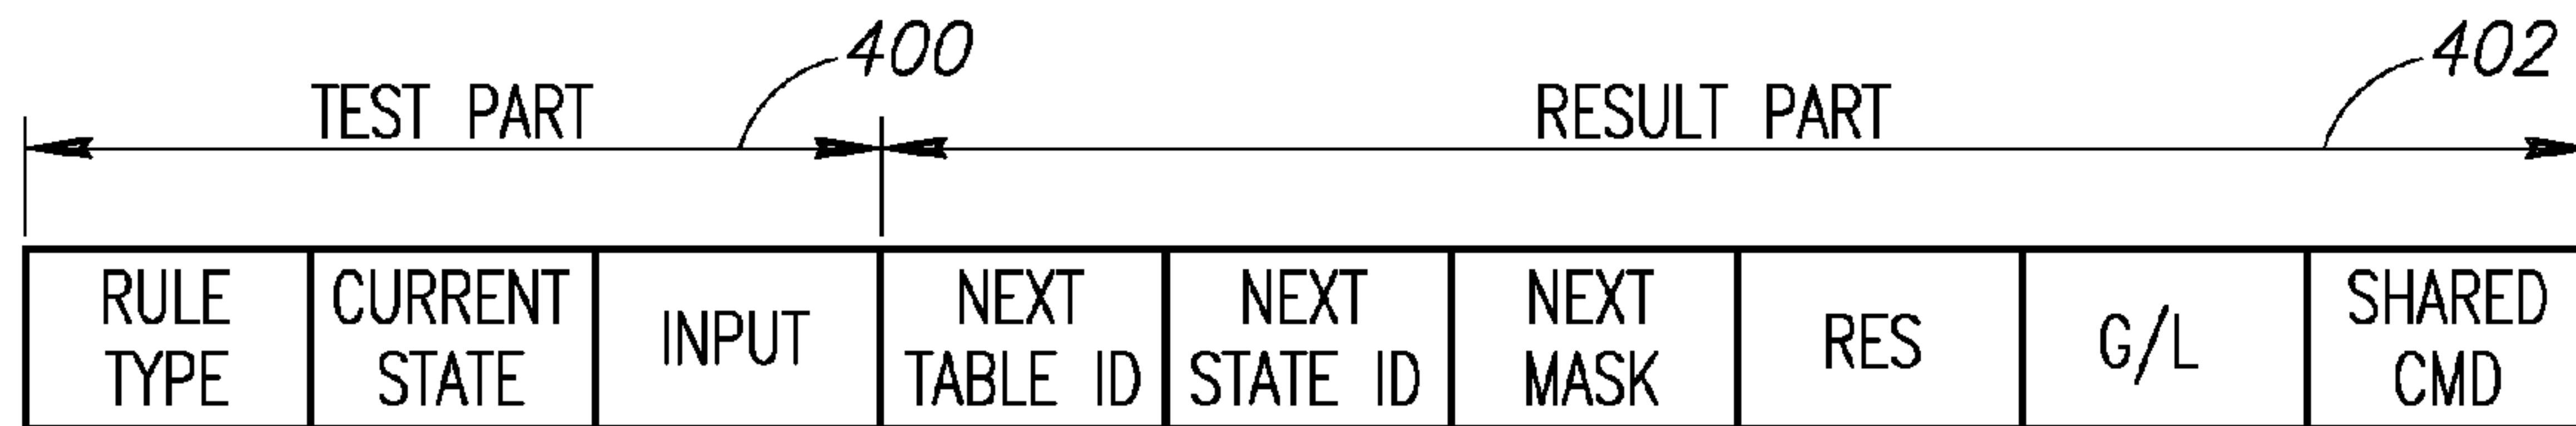 400
402
TEST PART
RESULT PART
RULE TYPE
CURRENT STATE
INPUT
NEXT TABLE ID
NEXT STATE ID
NEXT MASK
RES
G/L
SHARED CMD